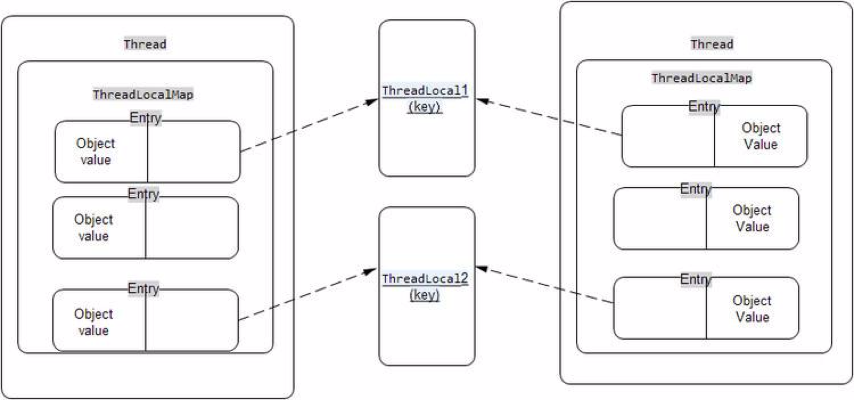 Thread
ThreadLocalMap
Entry
Object
value
Entry
Object
value
Entry
Object
value
ThreadLocal1
(key)
ThreadLocal2
(key)
Thread
ThreadLocalMap
Entry
Object
Value
Entry
Object
Value
Entry
Object
Value